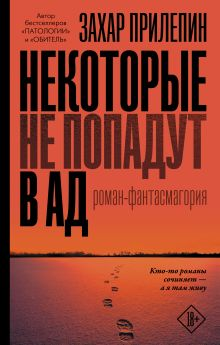 Автор
бестселлеров
«ПАТОЛОГИИ»
и «ОБИТЕЛЬ»
ЗАХАР ПРИЛЕПИН
НЕКОТОРЫЕ
НЕ ПОПАДУТ
В АД
роман-фантасмагория
Кто-то романы
сочиняет —
а я там живу
18+